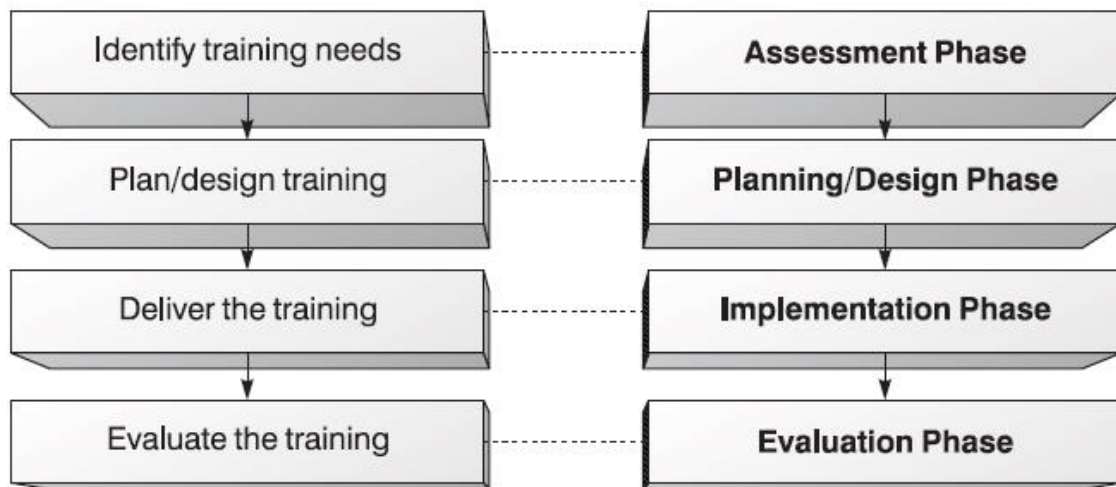 Identify training needs
Assessment Phase
Plan/design training
Planning/Design Phase
Deliver the training
Implementation Phase
Evaluate the training
Evaluation Phase